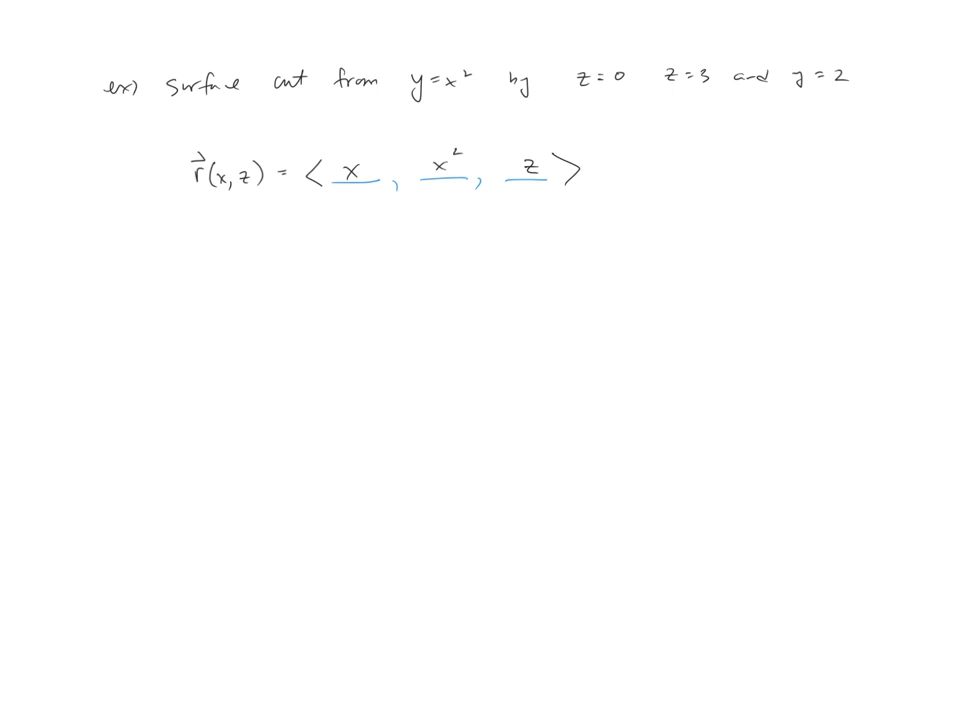 ex) surface cut from y = x² by z = 0 z = 3 and y = 2
r⃗(x, z) = < x , x² , z >